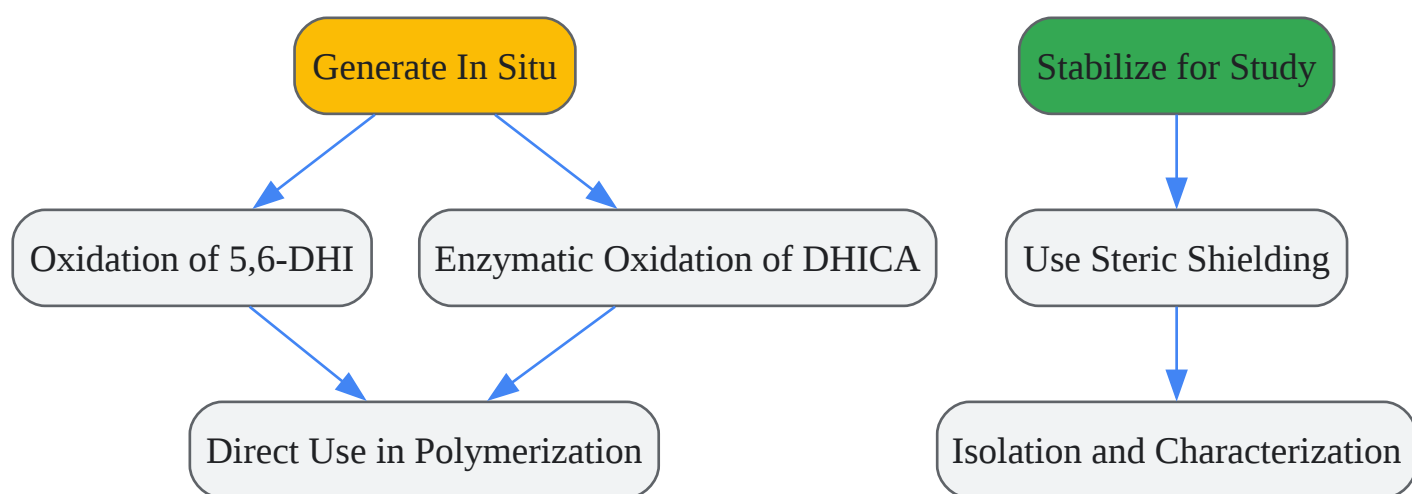 Generate In Situ
Stabilize for Study
Oxidation of 5,6-DHI
Enzymatic Oxidation of DHICA
Use Steric Shielding
Direct Use in Polymerization
Isolation and Characterization